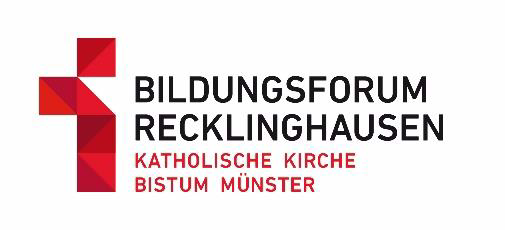 BILDUNGSFORUM
RECKLINGHAUSEN
KATHOLISCHE KIRCHE
BISTUM MÜNSTER